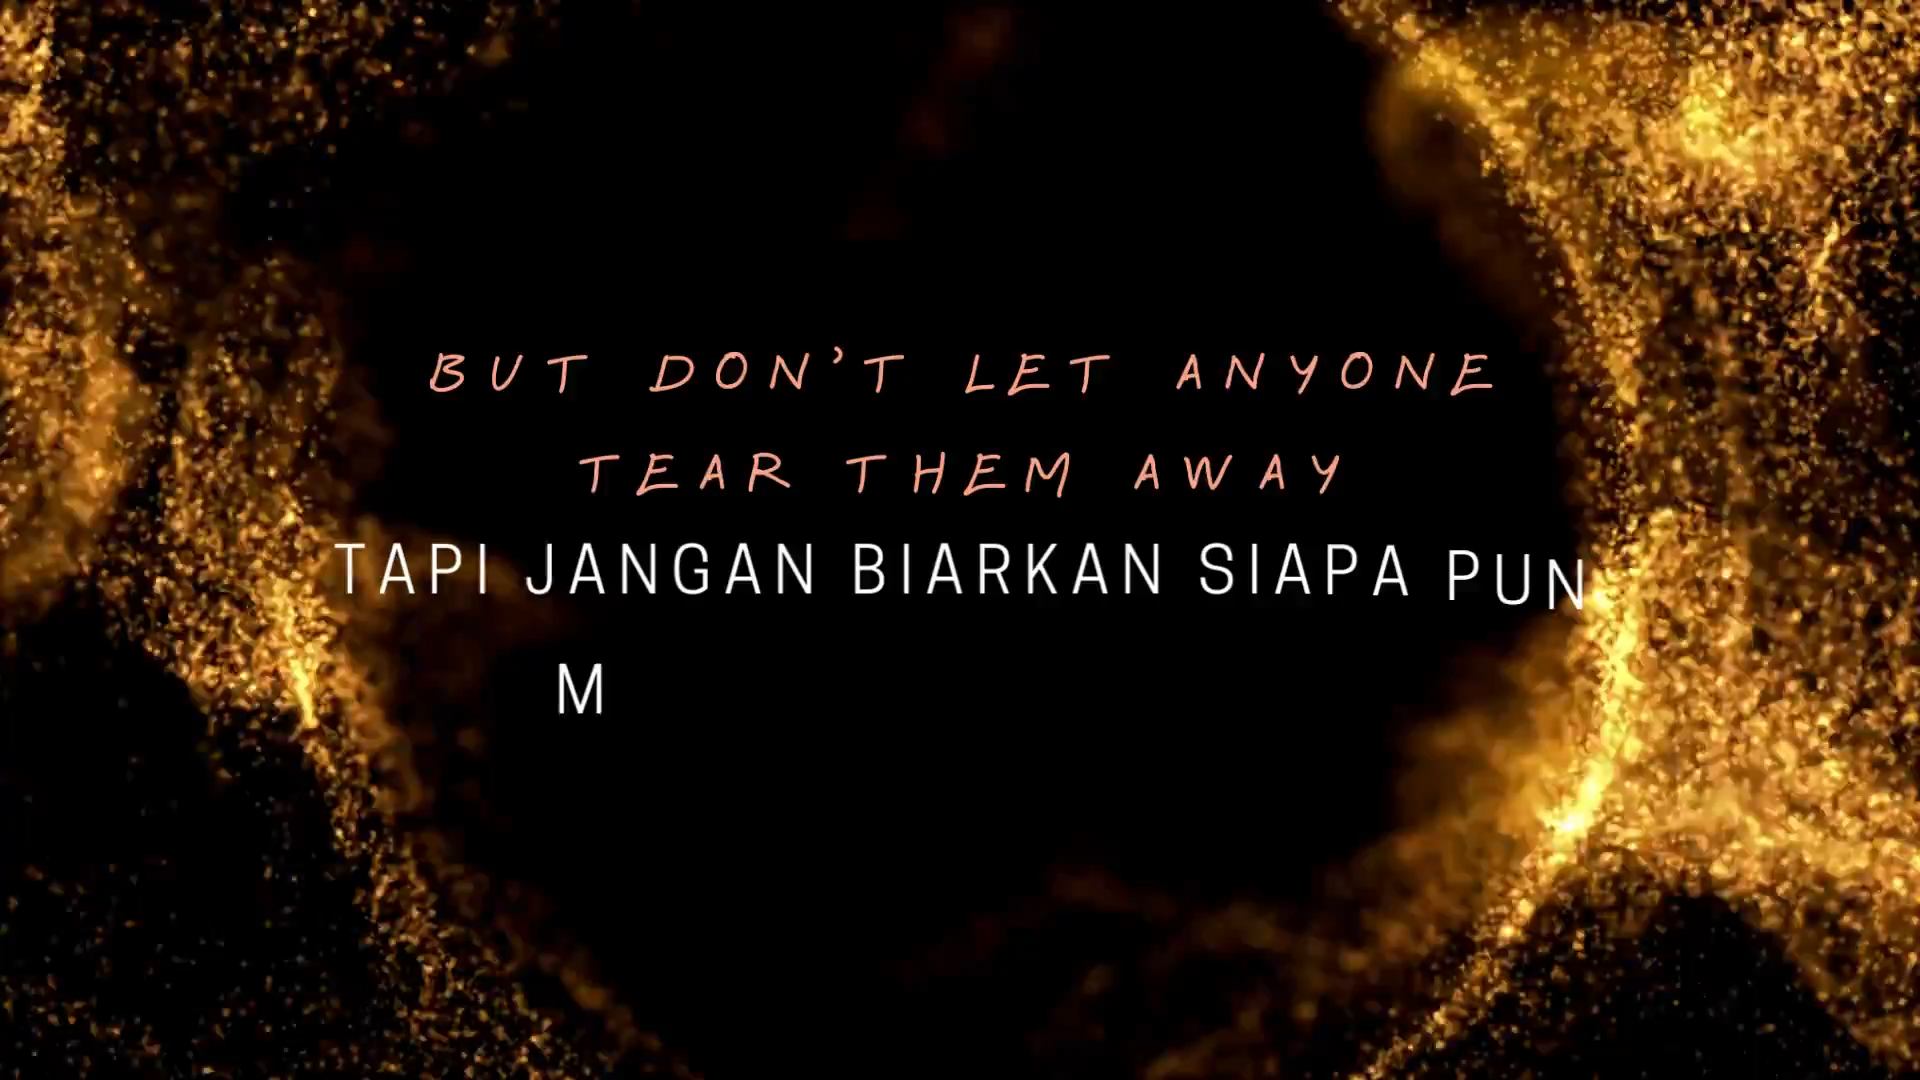 BUT DON'T LET ANYONE
TEAR THEM AWAY
TAPI JANGAN BIARKAN SIAPA PUN
M